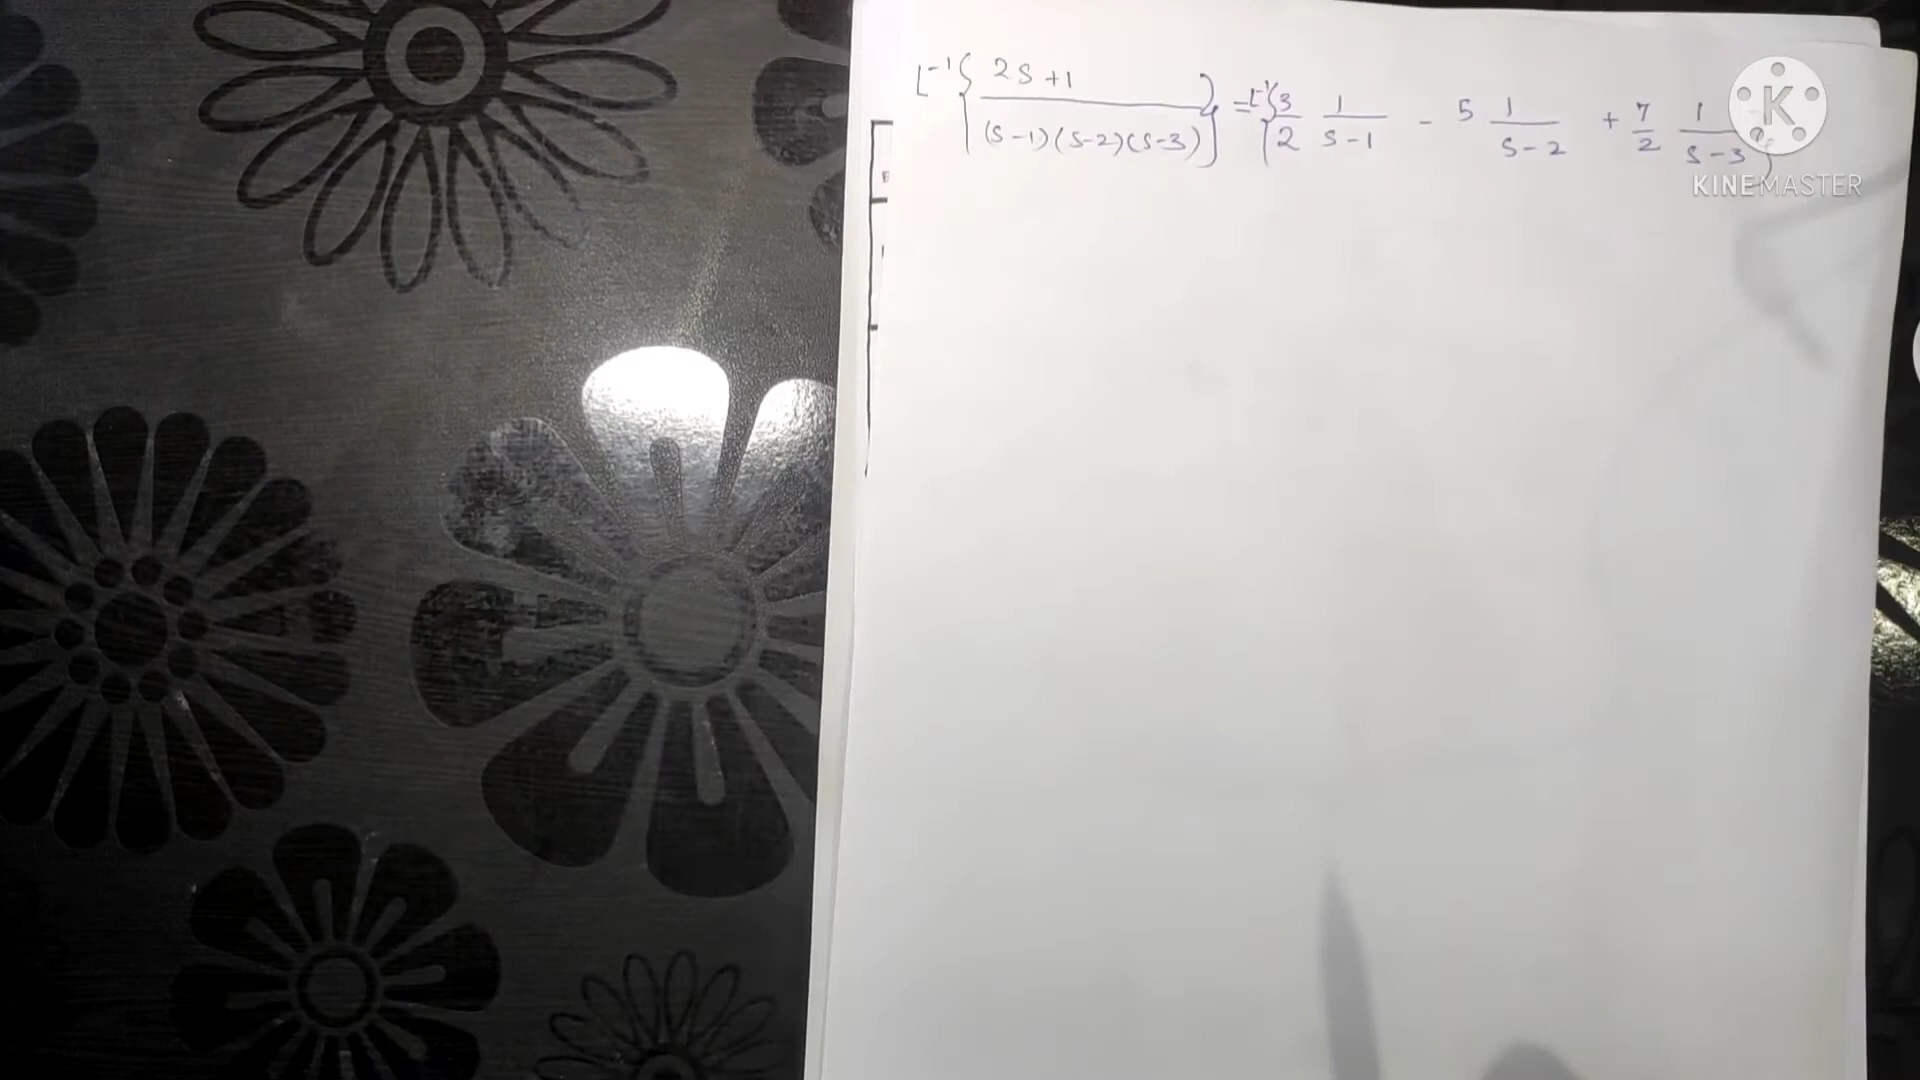 L⁻¹{ (2s+1)/((s-1)(s-2)(s-3)) } = L⁻¹{ 3/2 1/(s-1) - 5 1/(s-2) + 7/2 1/(s-3) }
K
KINEMASTER